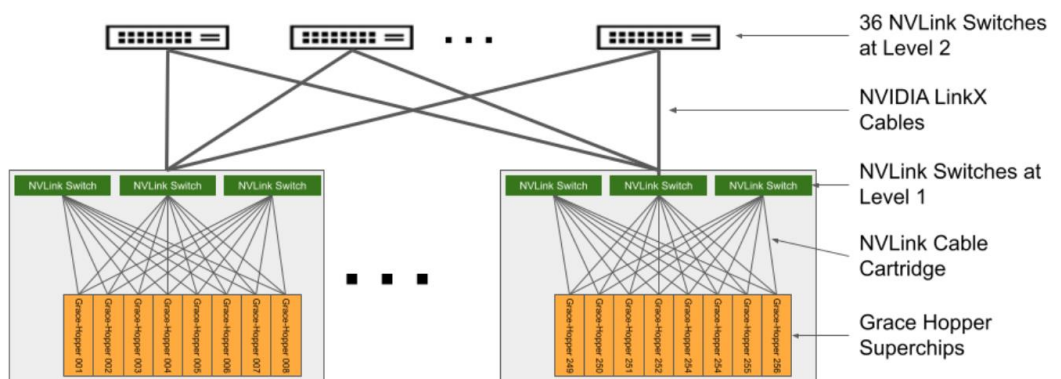 36 NVLink Switches
at Level 2
NVIDIA LinkX
Cables
NVLink Switch
NVLink Switch
NVLink Switch
NVLink Switch
NVLink Switch
NVLink Switch
NVLink Switches at
Level 1
NVLink Cable
Cartridge
Grace-Hopper 001
Grace-Hopper 002
Grace-Hopper 003
Grace-Hopper 004
Grace-Hopper 005
Grace-Hopper 006
Grace-Hopper 007
Grace-Hopper 008
Grace-Hopper 249
Grace-Hopper 250
Grace-Hopper 251
Grace-Hopper 252
Grace-Hopper 254
Grace-Hopper 254
Grace-Hopper 255
Grace-Hopper 256
Grace Hopper
Superchips